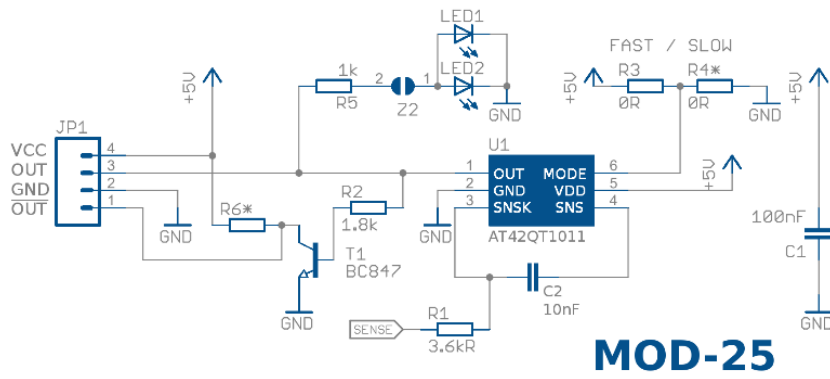 LED1
1k
2
1
LED2
R5
Z2
GND
+5V
FAST / SLOW
R3
R4*
0R
0R
+5V
GND
+5V
JP1
VCC
4
OUT
3
GND
2
OUT
1
GND
R6*
R2
1.8k
T1
BC847
GND
U1
1
OUT
MODE
6
2
GND
VDD
5
3
SNSK
SNS
4
AT42QT1011
GND
+5V
100nF
C1
GND
C2
10nF
SENSE
R1
3.6kR
MOD-25